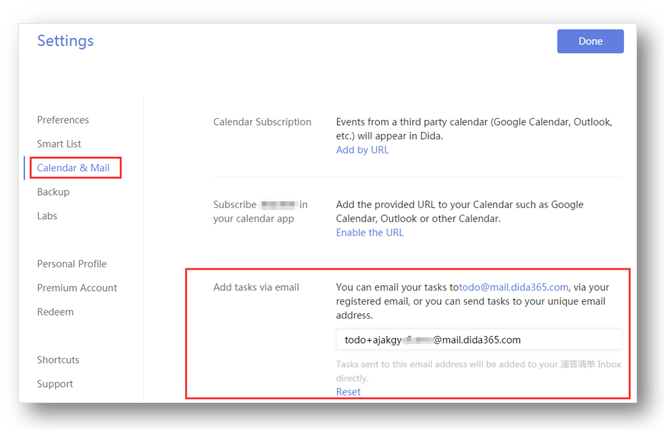 Settings
Done
Preferences
Smart List
Calendar & Mail
Backup
Labs
Personal Profile
Premium Account
Redeem
Shortcuts
Support
Calendar Subscription
Events from a third party calendar (Google Calendar, Outlook,
etc.) will appear in Dida.
Add by URL
Subscribe in
your calendar app
Add the provided URL to your Calendar such as Google
Calendar, Outlook or other Calendar.
Enable the URL
Add tasks via email
You can email your tasks totodo@mail.dida365.com, via your
registered email, or you can send tasks to your unique email
address.
todo+ajakgy @mail.dida365.com
Tasks sent to this email address will be added to your 滴答清单 Inbox
directly.
Reset